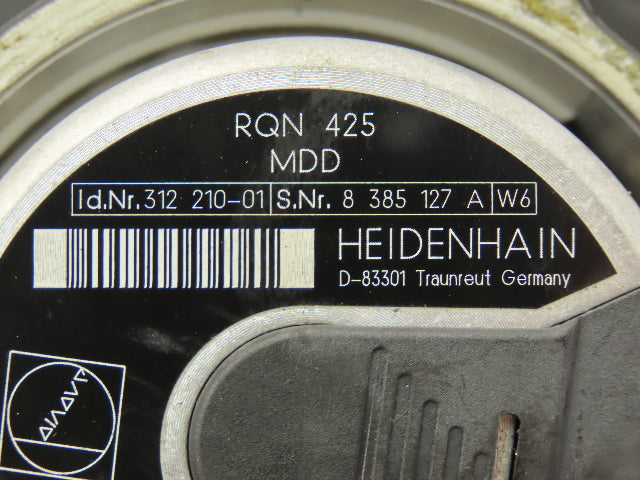 RQN 425
MDD
Id.Nr. 312 210-01 S.Nr. 8 385 127 A W6
HEIDENHAIN
D-83301 Traunreut Germany